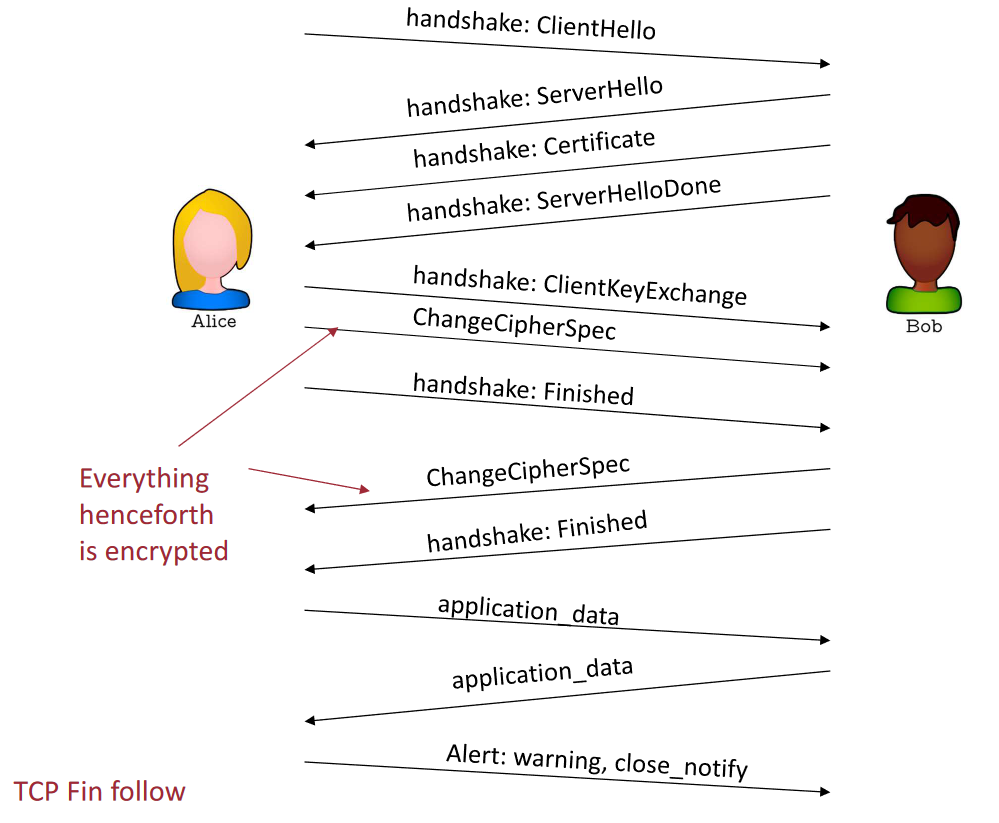 handshake: ClientHello
handshake: ServerHello
handshake: Certificate
handshake: ServerHelloDone
handshake: ClientKeyExchange
Alice
Bob
ChangeCipherSpec
handshake: Finished
Everything
henceforth
is encrypted
ChangeCipherSpec
handshake: Finished
application_data
application_data
Alert: warning, close_notify
TCP Fin follow